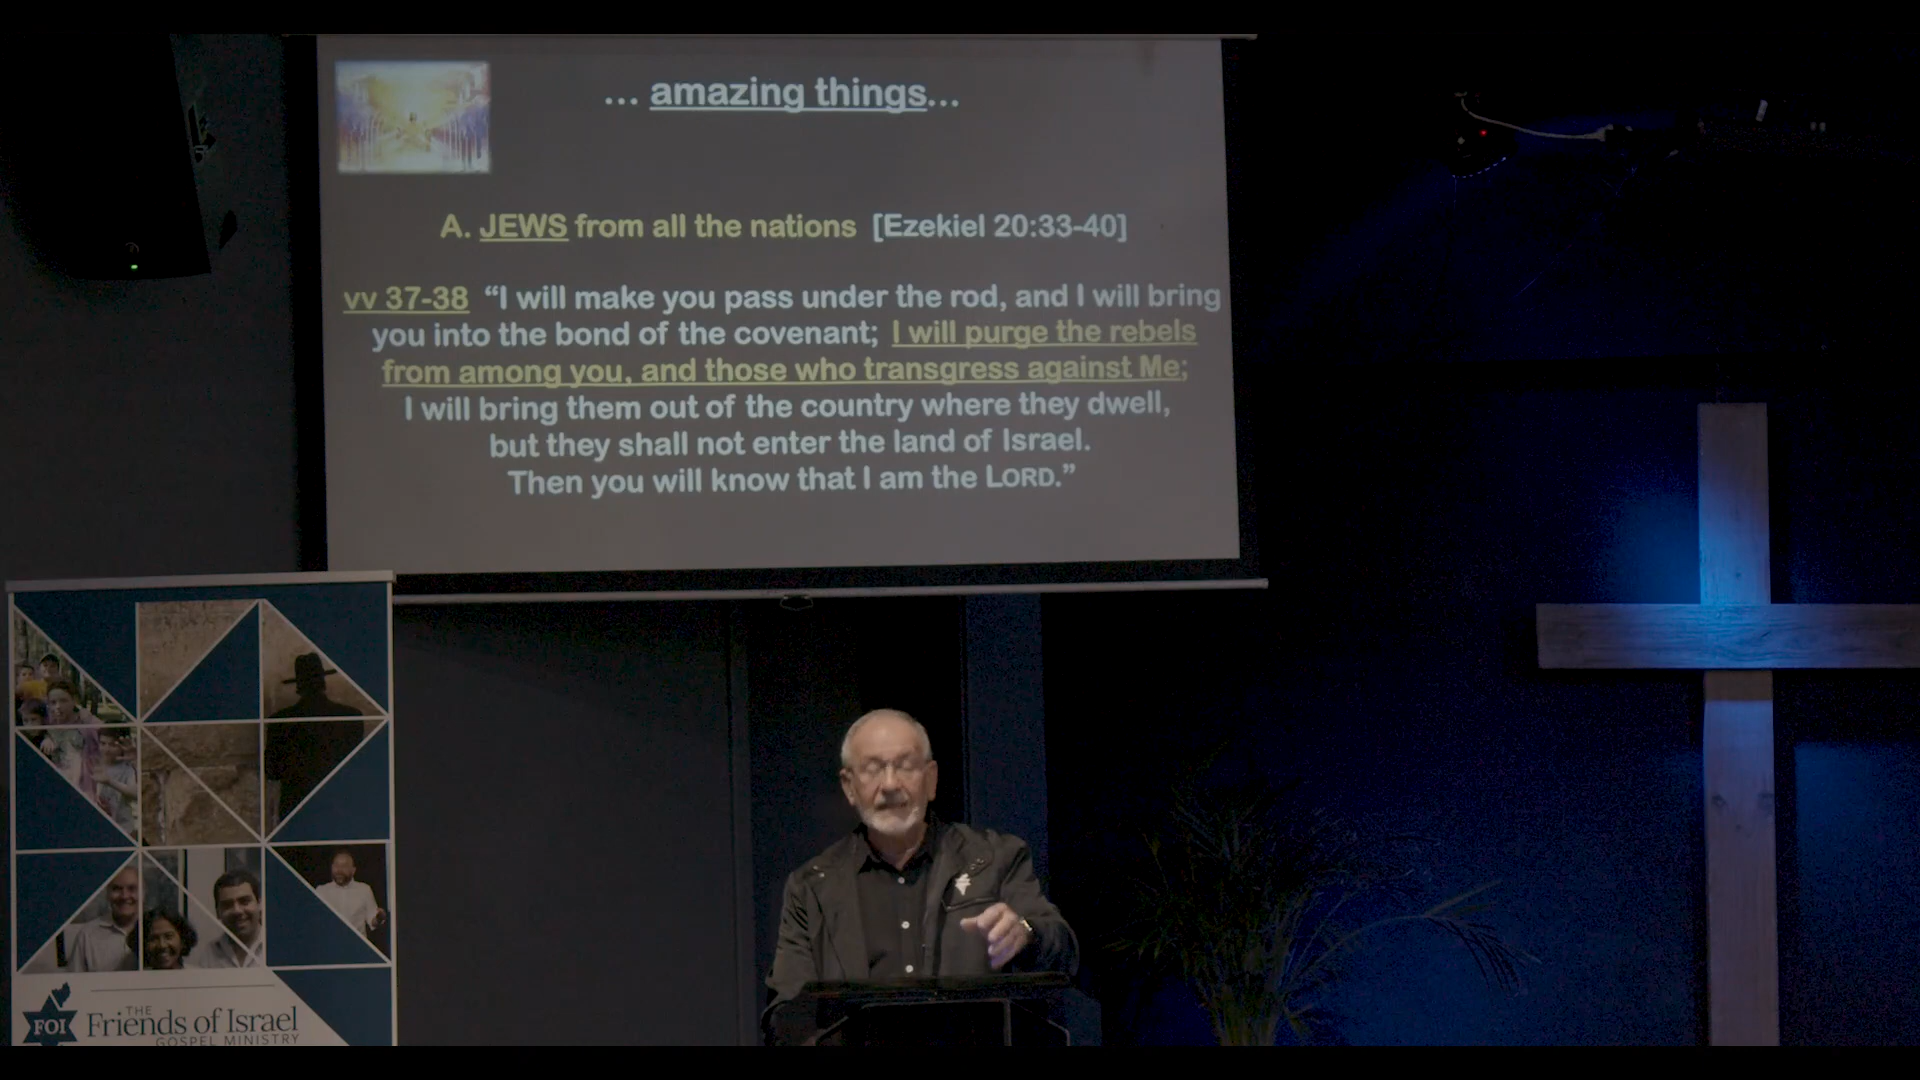 ... amazing things...
A. JEWS from all the nations [Ezekiel 20:33-40]
vv 37-38 “I will make you pass under the rod, and I will bring
you into the bond of the covenant; I will purge the rebels
from among you, and those who transgress against Me;
I will bring them out of the country where they dwell,
but they shall not enter the land of Israel.
Then you will know that I am the LORD.”
FOI
THE
Friends of Israel
GOSPEL MINISTRY